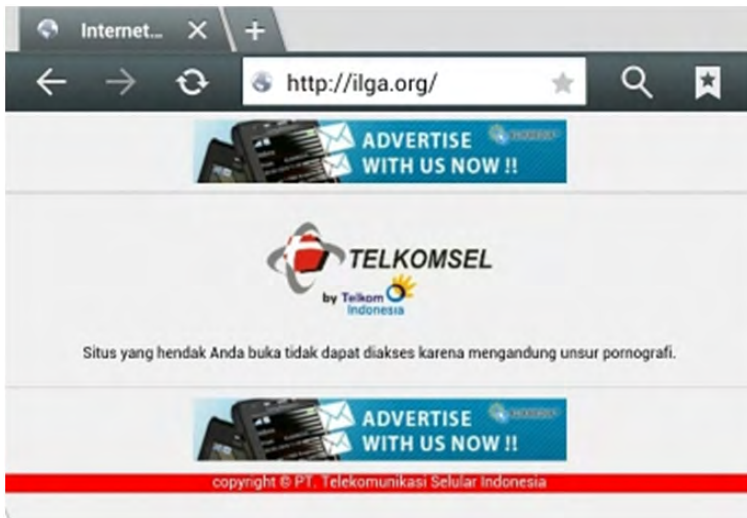 Internet...
http://ilga.org/
ADVERTISE
WITH US NOW !!
TELKOMSEL
by Telkom
Indonesia
Situs yang hendak Anda buka tidak dapat diakses karena mengandung unsur pornografi.
ADVERTISE
WITH US NOW !!
copyright © PT. Telekomunikasi Selular Indonesia